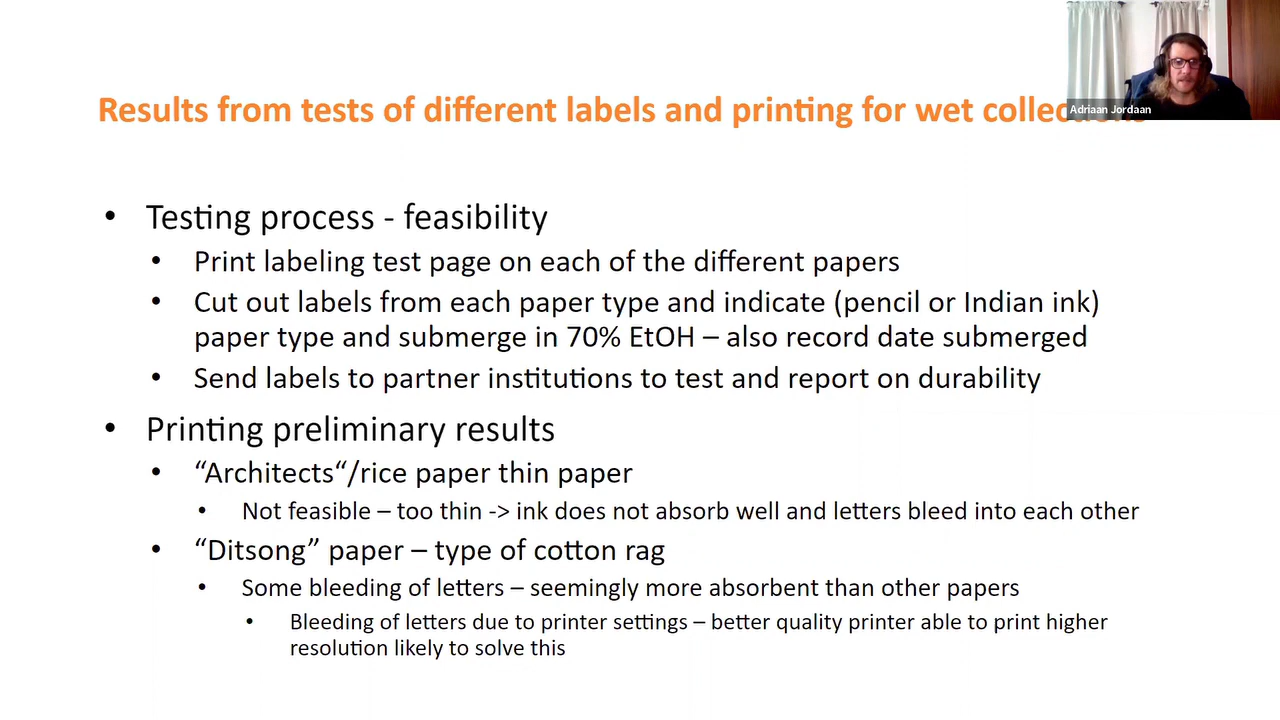 Adriaan Jordaan
Results from tests of different labels and printing for wet
• Testing process - feasibility
• Print labeling test page on each of the different papers
• Cut out labels from each paper type and indicate (pencil or Indian ink)
paper type and submerge in 70% EtOH – also record date submerged
• Send labels to partner institutions to test and report on durability
• Printing preliminary results
• “Architects“/rice paper thin paper
• Not feasible – too thin -> ink does not absorb well and letters bleed into each other
• “Ditsong” paper – type of cotton rag
• Some bleeding of letters – seemingly more absorbent than other papers
• Bleeding of letters due to printer settings – better quality printer able to print higher
resolution likely to solve this